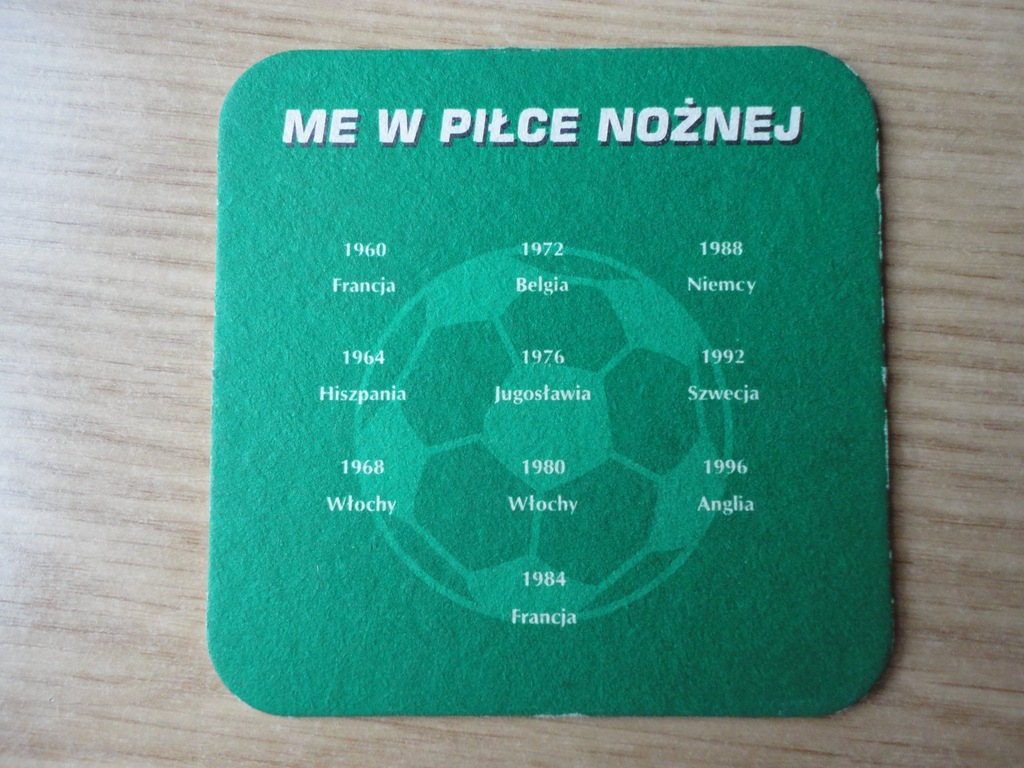 ME W PIŁCE NOŻNEJ
1960
Francja
1964
Hiszpania
1968
Włochy
1972
Belgia
1976
Jugosławia
1980
Włochy
1984
Francja
1988
Niemcy
1992
Szwecja
1996
Anglia